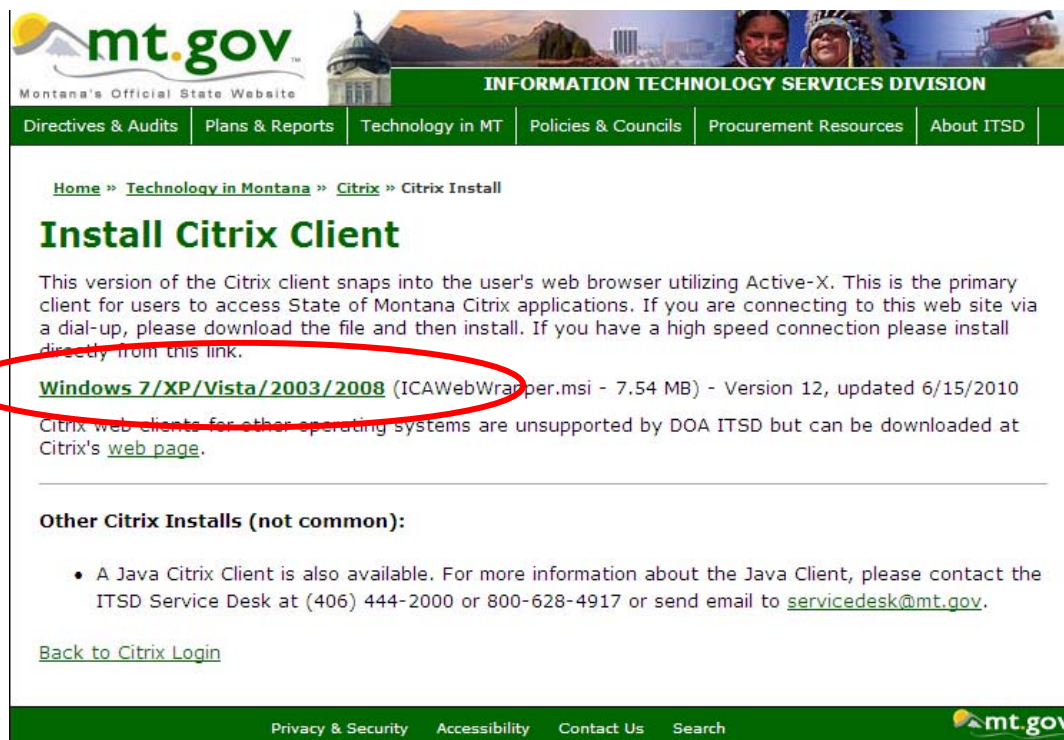 mt.gov™
Montana's Official State Website
INFORMATION TECHNOLOGY SERVICES DIVISION
Directives & Audits Plans & Reports Technology in MT Policies & Councils Procurement Resources About ITSD
Home » Technology in Montana » Citrix » Citrix Install
Install Citrix Client
This version of the Citrix client snaps into the user's web browser utilizing Active-X. This is the primary
client for users to access State of Montana Citrix applications. If you are connecting to this web site via
a dial-up, please download the file and then install. If you have a high speed connection please install
directly from this link.
Windows 7/XP/Vista/2003/2008 (ICAWebWrapper.msi - 7.54 MB) - Version 12, updated 6/15/2010
Citrix web clients for other operating systems are unsupported by DOA ITSD but can be downloaded at
Citrix's web page.
Other Citrix Installs (not common):
• A Java Citrix Client is also available. For more information about the Java Client, please contact the
ITSD Service Desk at (406) 444-2000 or 800-628-4917 or send email to servicedesk@mt.gov.
Back to Citrix Login
Privacy & Security Accessibility Contact Us Search mt.gov